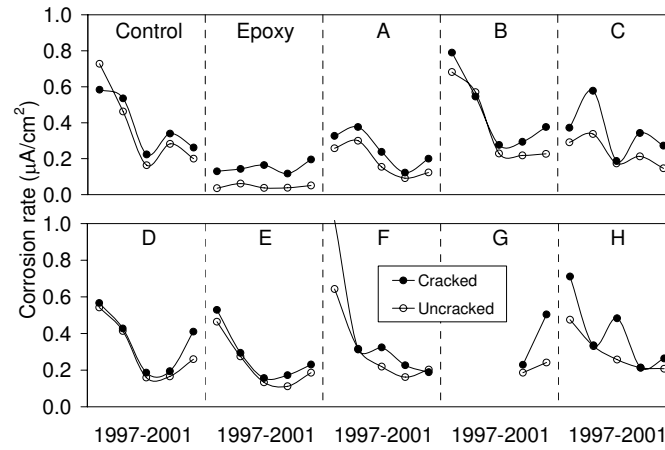 Corrosion rate (μA/cm²)
1.0
0.8
0.6
0.4
0.2
0.0
Control Epoxy A B C
1.0
0.8
0.6
0.4
0.2
0.0
D E F G H
Cracked
Uncracked
1997-2001 1997-2001 1997-2001 1997-2001 1997-2001